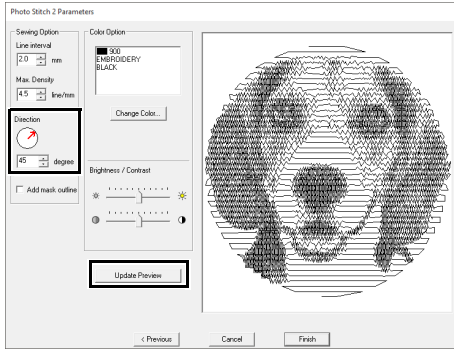 Photo Stitch 2 Parameters
Sewing Option
Line interval
2.0 mm
Max. Density
4.5 line/mm
Direction
45 degree
Add mask outline
Color Option
900
EMBROIDERY
BLACK
Change Color...
Brightness / Contrast
Update Preview
< Previous
Cancel
Finish